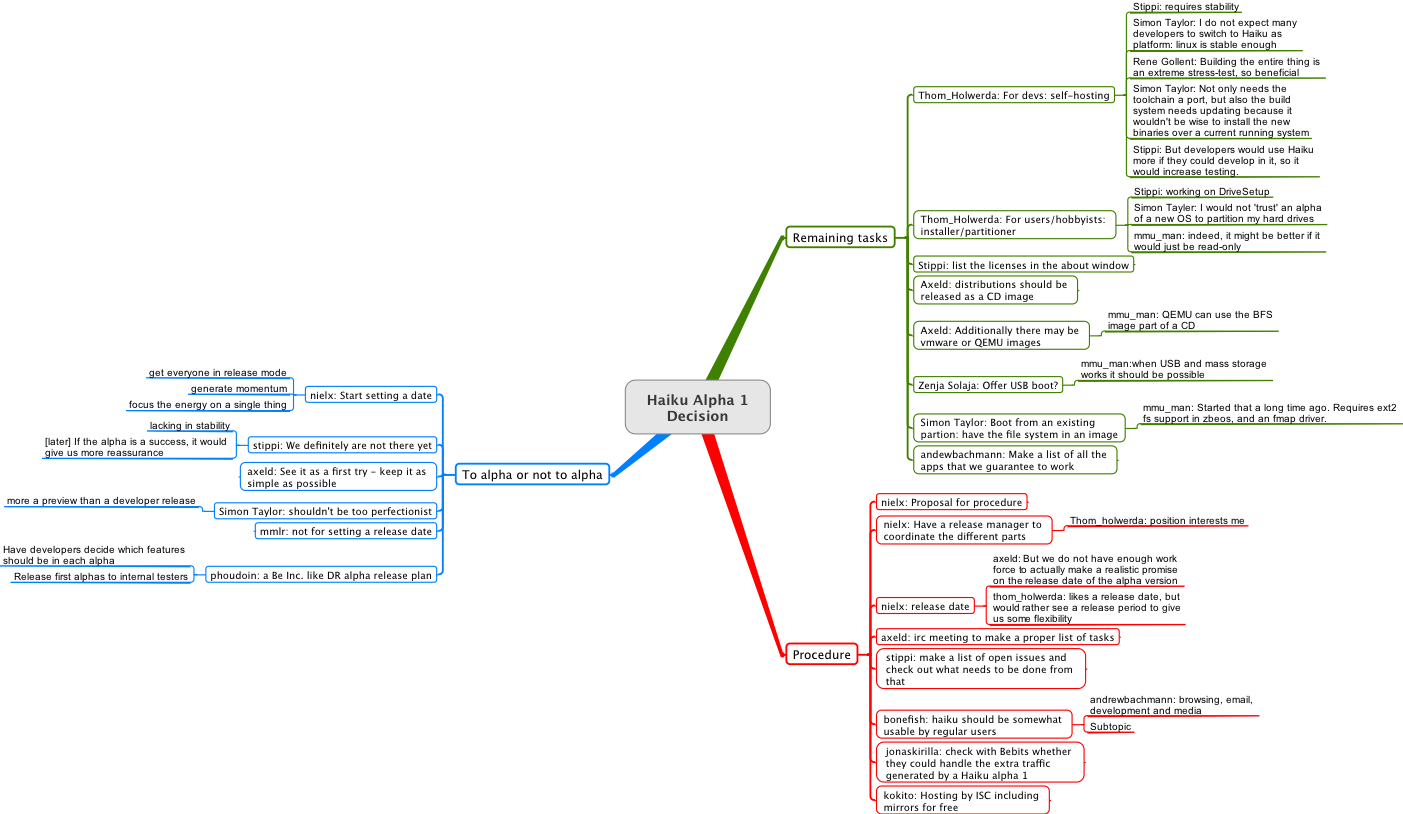 Haiku Alpha 1
Decision
Remaining tasks
Thom_Holwerda: For devs: self-hosting
Stippi: requires stability
Simon Taylor: I do not expect many
developers to switch to Haiku as
platform: linux is stable enough
Rene Gollent: Building the entire thing is
an extreme stress-test, so beneficial
Simon Taylor: Not only needs the
toolchain a port, but also the build
system needs updating because it
wouldn't be wise to install the new
binaries over a current running system
Stippi: But developers would use Haiku
more if they could develop in it, so it
would increase testing.
Thom_Holwerda: For users/hobbyists:
installer/partitioner
Stippi: working on DriveSetup
Simon Tayler: I would not 'trust' an alpha
of a new OS to partition my hard drives
mmu_man: indeed, it might be better if it
would just be read-only
Stippi: list the licenses in the about window
Axeld: distributions should be
released as a CD image
Axeld: Additionally there may be
vmware or QEMU images
mmu_man: QEMU can use the BFS
image part of a CD
Zenja Solaja: Offer USB boot?
mmu_man:when USB and mass storage
works it should be possible
Simon Taylor: Boot from an existing
partion: have the file system in an image
mmu_man: Started that a long time ago. Requires ext2
fs support in zbeos, and an fmap driver.
andewbachmann: Make a list of all the
apps that we guarantee to work
Procedure
nielx: Proposal for procedure
nielx: Have a release manager to
coordinate the different parts
Thom_holwerda: position interests me
nielx: release date
axeld: But we do not have enough work
force to actually make a realistic promise
on the release date of the alpha version
thom_holwerda: likes a release date, but
would rather see a release period to give
us some flexibility
axeld: irc meeting to make a proper list of tasks
stippi: make a list of open issues and
check out what needs to be done from
that
bonefish: haiku should be somewhat
usable by regular users
andrewbachmann: browsing, email,
development and media
Subtopic
jonaskirilla: check with Bebits whether
they could handle the extra traffic
generated by a Haiku alpha 1
kokito: Hosting by ISC including
mirrors for free
To alpha or not to alpha
nielx: Start setting a date
get everyone in release mode
generate momentum
focus the energy on a single thing
stippi: We definitely are not there yet
lacking in stability
[later] If the alpha is a success, it would
give us more reassurance
axeld: See it as a first try - keep it as
simple as possible
Simon Taylor: shouldn't be too perfectionist
more a preview than a developer release
mmlr: not for setting a release date
phoudoin: a Be Inc. like DR alpha release plan
Have developers decide which features
should be in each alpha
Release first alphas to internal testers